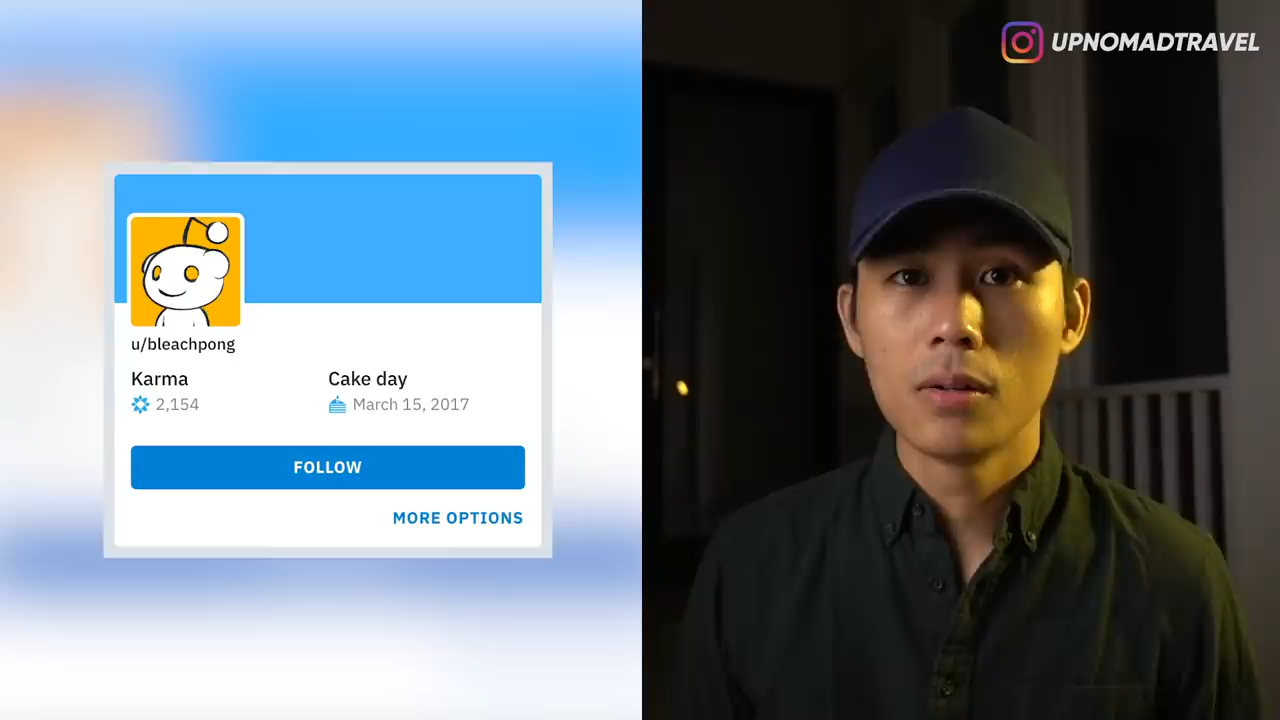 UPNOMADTRAVEL
u/bleachpong
Karma
Cake day
2,154
March 15, 2017
FOLLOW
MORE OPTIONS